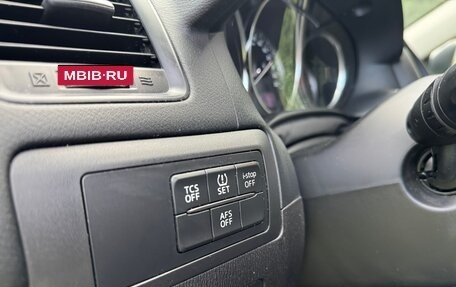 MBIB-RU
TCS OFF
SET
i-stop OFF
AFS OFF